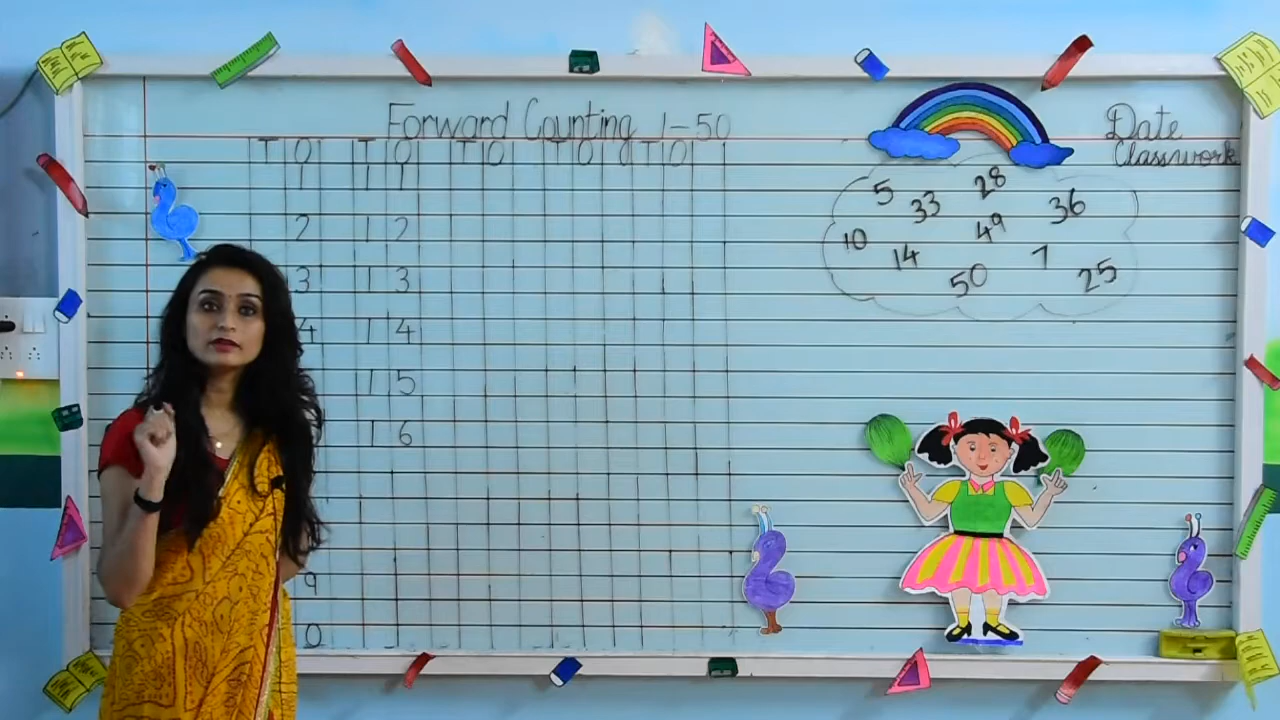 Forward Counting 1-50
Date
Classwork
T O T O T O T O T O
1 1 1
2 1 2
3 1 3
4 1 4
1 5
1 6
9
0
5 33 28 36
10 14 49 7
50 25